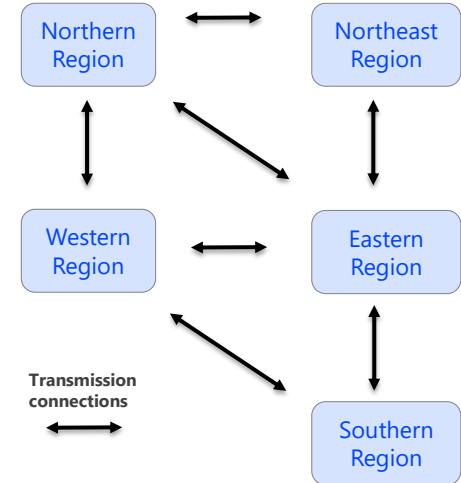 Northern
Region
Northeast
Region
Western
Region
Eastern
Region
Transmission
connections
Southern
Region